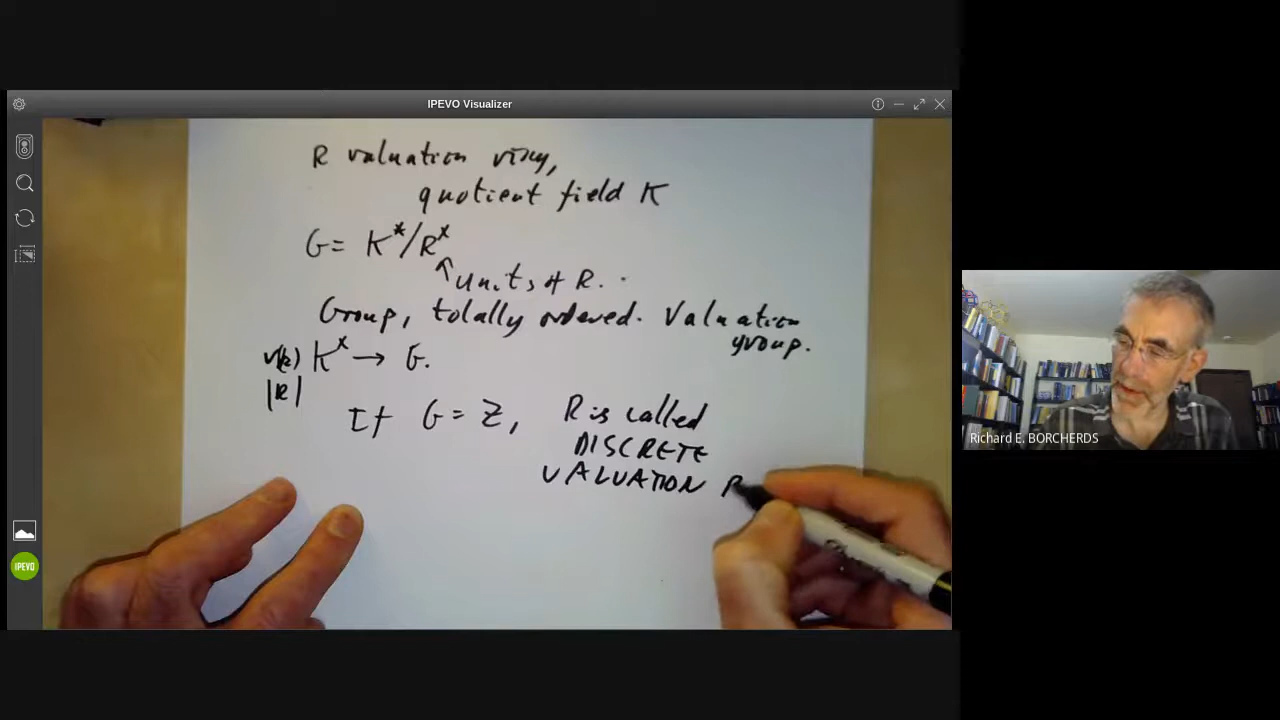 IPEVO Visualizer
R valuation ring,
quotient field K
G = K*/R^x
↑ units of R.
Group, totally ordered. Valuation
group.
v(k) K^x → G.
|k|
If G = Z, R is called
DISCRETE
VALUATION R
Richard E. BORCHERDS
IPEVO